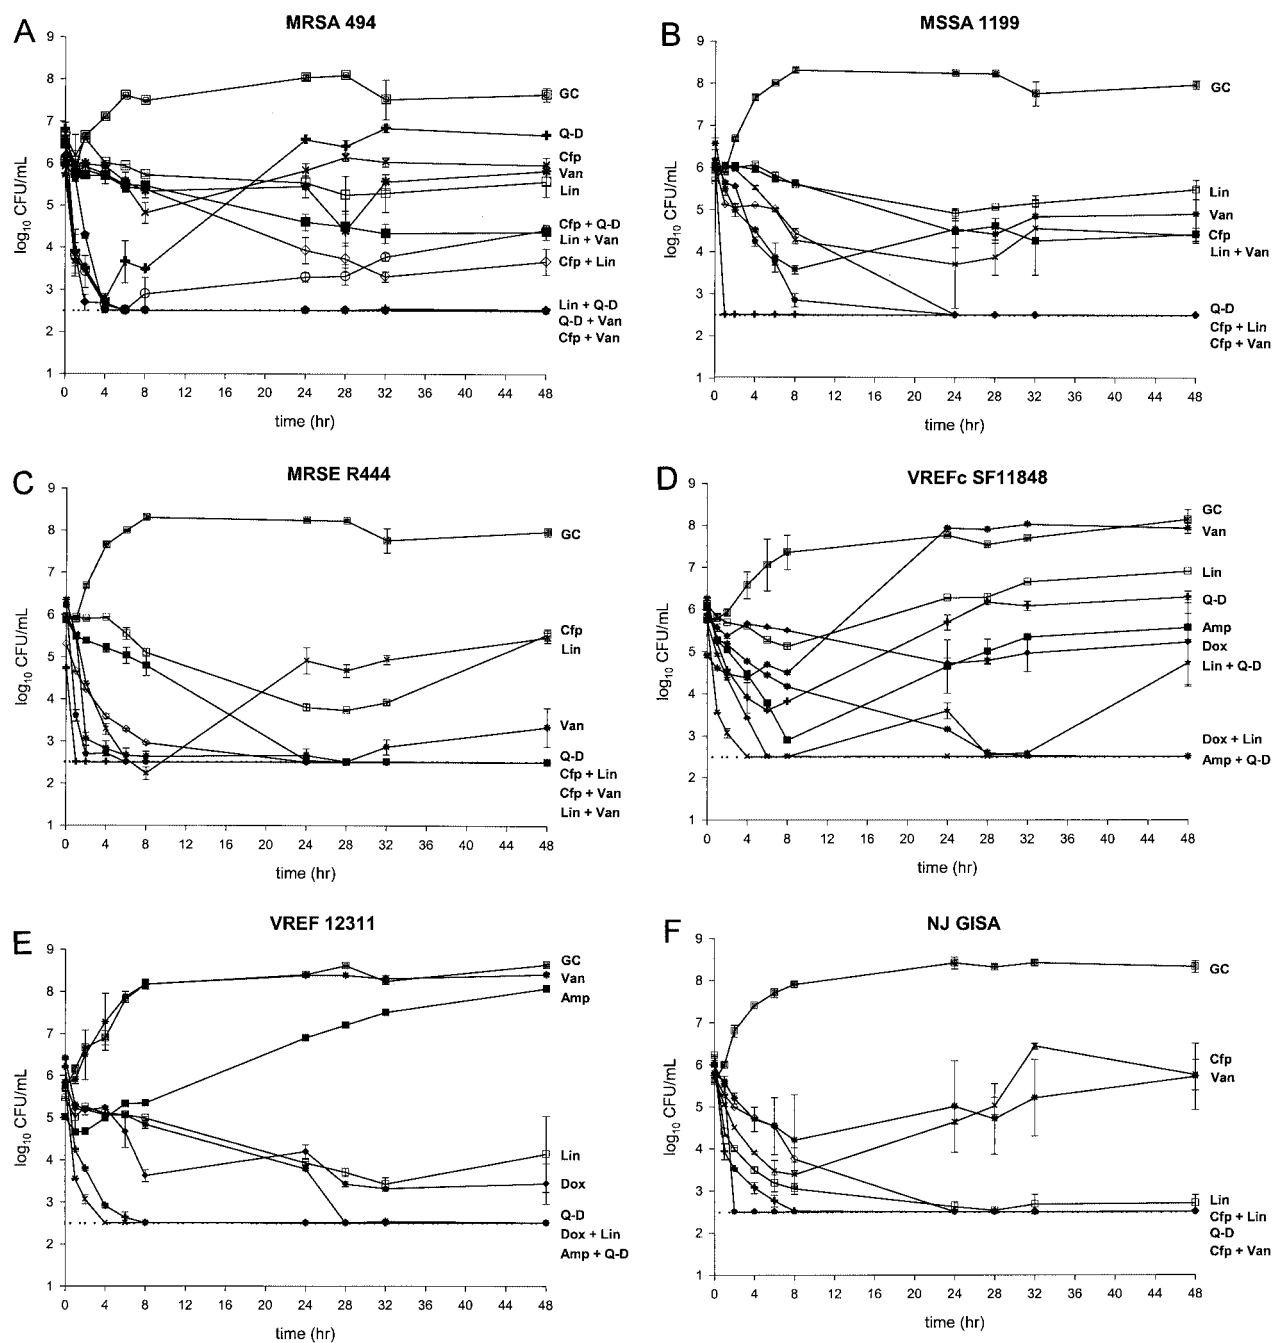 A
MRSA 494
9
8
7
6
5
4
3
2
1
log10 CFU/mL
0 4 8 12 16 20 24 28 32 36 40 44 48
time (hr)
GC
Q-D
Cfp
Van
Lin
Cfp + Q-D
Lin + Van
Cfp + Lin
Lin + Q-D
Q-D + Van
Cfp + Van
B
MSSA 1199
9
8
7
6
5
4
3
2
1
log10 CFU/mL
0 4 8 12 16 20 24 28 32 36 40 44 48
time (hr)
GC
Lin
Van
Cfp
Lin + Van
Q-D
Cfp + Lin
Cfp + Van
C
MRSE R444
9
8
7
6
5
4
3
2
1
log10 CFU/mL
0 4 8 12 16 20 24 28 32 36 40 44 48
time (hr)
GC
Cfp
Lin
Van
Q-D
Cfp + Lin
Cfp + Van
Lin + Van
D
VREFc SF11848
9
8
7
6
5
4
3
2
1
log10 CFU/mL
0 4 8 12 16 20 24 28 32 36 40 44 48
time (hr)
GC
Van
Lin
Q-D
Amp
Dox
Lin + Q-D
Dox + Lin
Amp + Q-D
E
VREF 12311
9
8
7
6
5
4
3
2
1
log10 CFU/mL
0 4 8 12 16 20 24 28 32 36 40 44 48
time (hr)
GC
Van
Amp
Lin
Dox
Q-D
Dox + Lin
Amp + Q-D
F
NJ GISA
9
8
7
6
5
4
3
2
1
log10 CFU/mL
0 4 8 12 16 20 24 28 32 36 40 44 48
time (hr)
GC
Cfp
Van
Lin
Cfp + Lin
Q-D
Cfp + Van